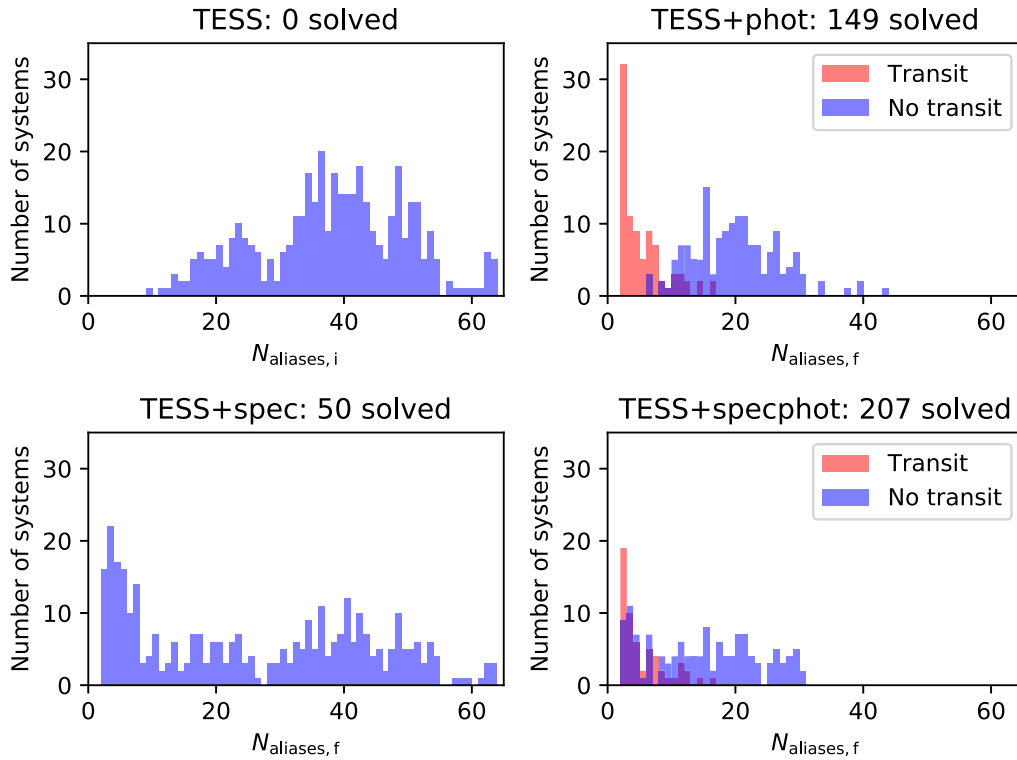 TESS: 0 solved
Number of systems
30
20
10
0
0 20 40 60
N_aliases, i
TESS+phot: 149 solved
Number of systems
30
20
10
0
0 20 40 60
N_aliases, f
Transit
No transit
TESS+spec: 50 solved
Number of systems
30
20
10
0
0 20 40 60
N_aliases, f
TESS+specphot: 207 solved
Number of systems
30
20
10
0
0 20 40 60
N_aliases, f
Transit
No transit